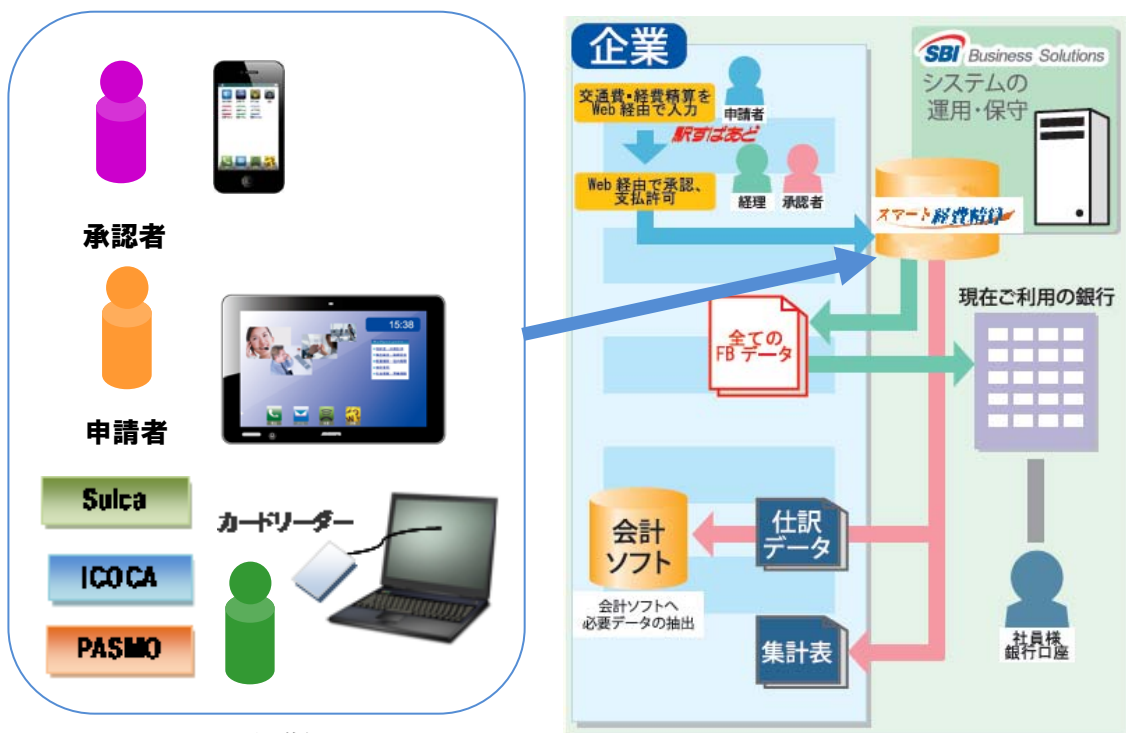 承認者
申請者
15:38
Suica
ICOCA
PASMO
カードリーダー
企業
交通費・経費精算を
Web 経由で入力
申請者
駅すぱあと
Web 経由で承認、
支払許可
経理
承認者
SBI Business Solutions
システムの
運用・保守
スマート経費精算
現在ご利用の銀行
全ての
FB データ
会計
ソフト
会計ソフトへ
必要データの抽出
仕訳
データ
集計表
社員様
銀行口座